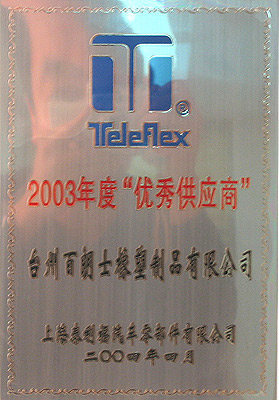 ®
Teleflex
2003年度“优秀供应商”
台州百朗士橡塑制品有限公司
上海泰利福汽车零部件有限公司
二〇〇四年四月